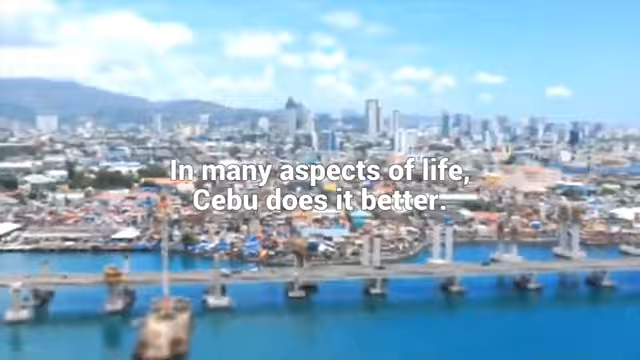 In many aspects of life,
Cebu does it better.